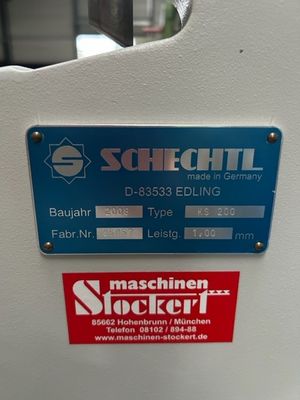 S SCHECHTL
made in Germany
D-83533 EDLING
Baujahr 2008 Type KS 200
Fabr.Nr. Leistg. 1,00 mm
maschinen
Stockert
85662 Hohenbrunn / München
Telefon 08102 / 894-88
www.maschinen-stockert.de